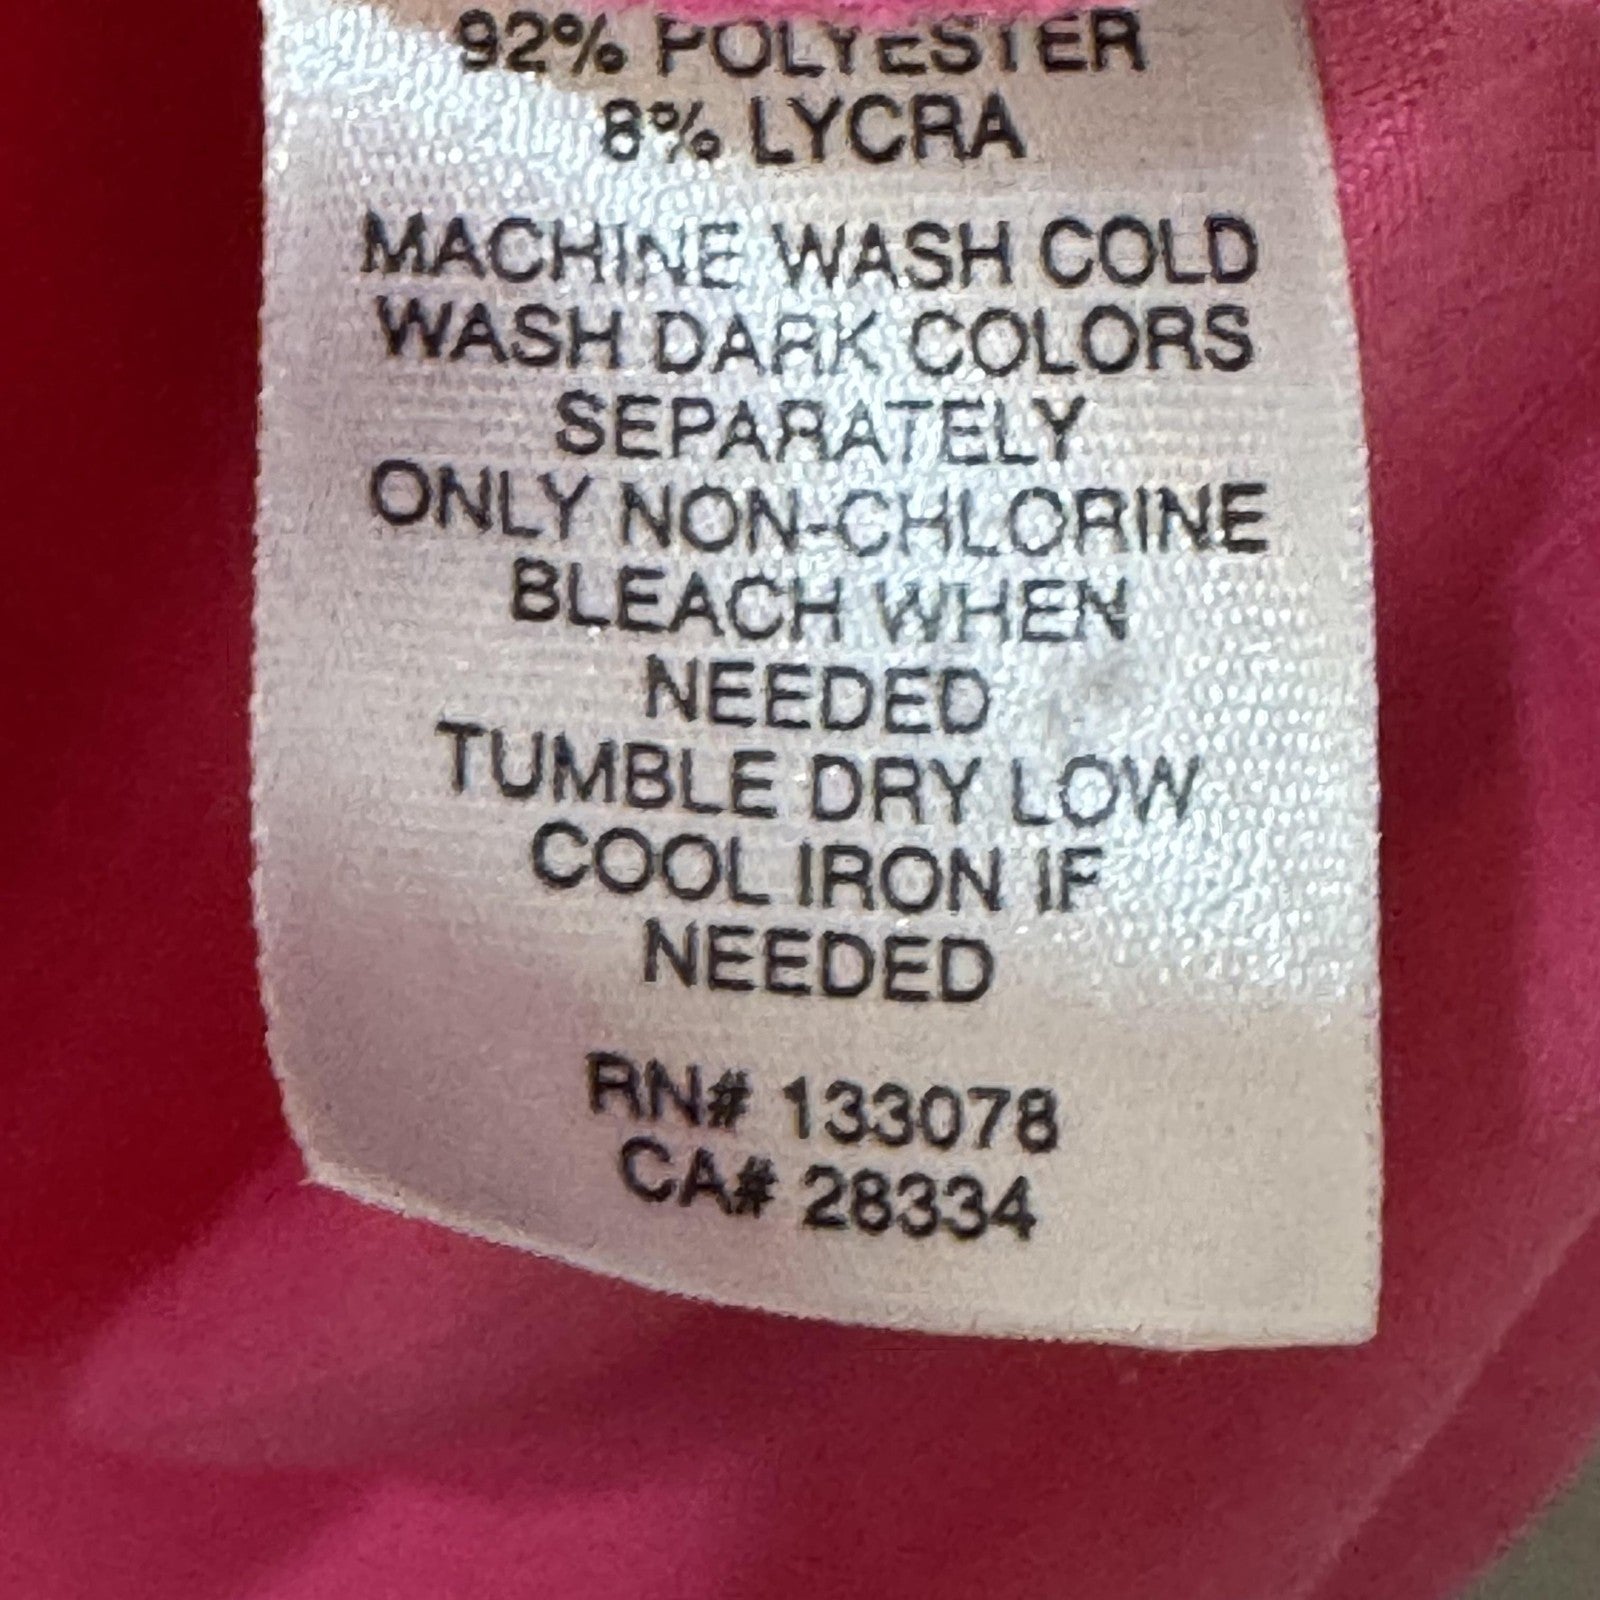 92% POLYESTER
8% LYCRA
MACHINE WASH COLD
WASH DARK COLORS
SEPARATELY
ONLY NON-CHLORINE
BLEACH WHEN
NEEDED
TUMBLE DRY LOW
COOL IRON IF
NEEDED
RN# 133078
CA# 28334